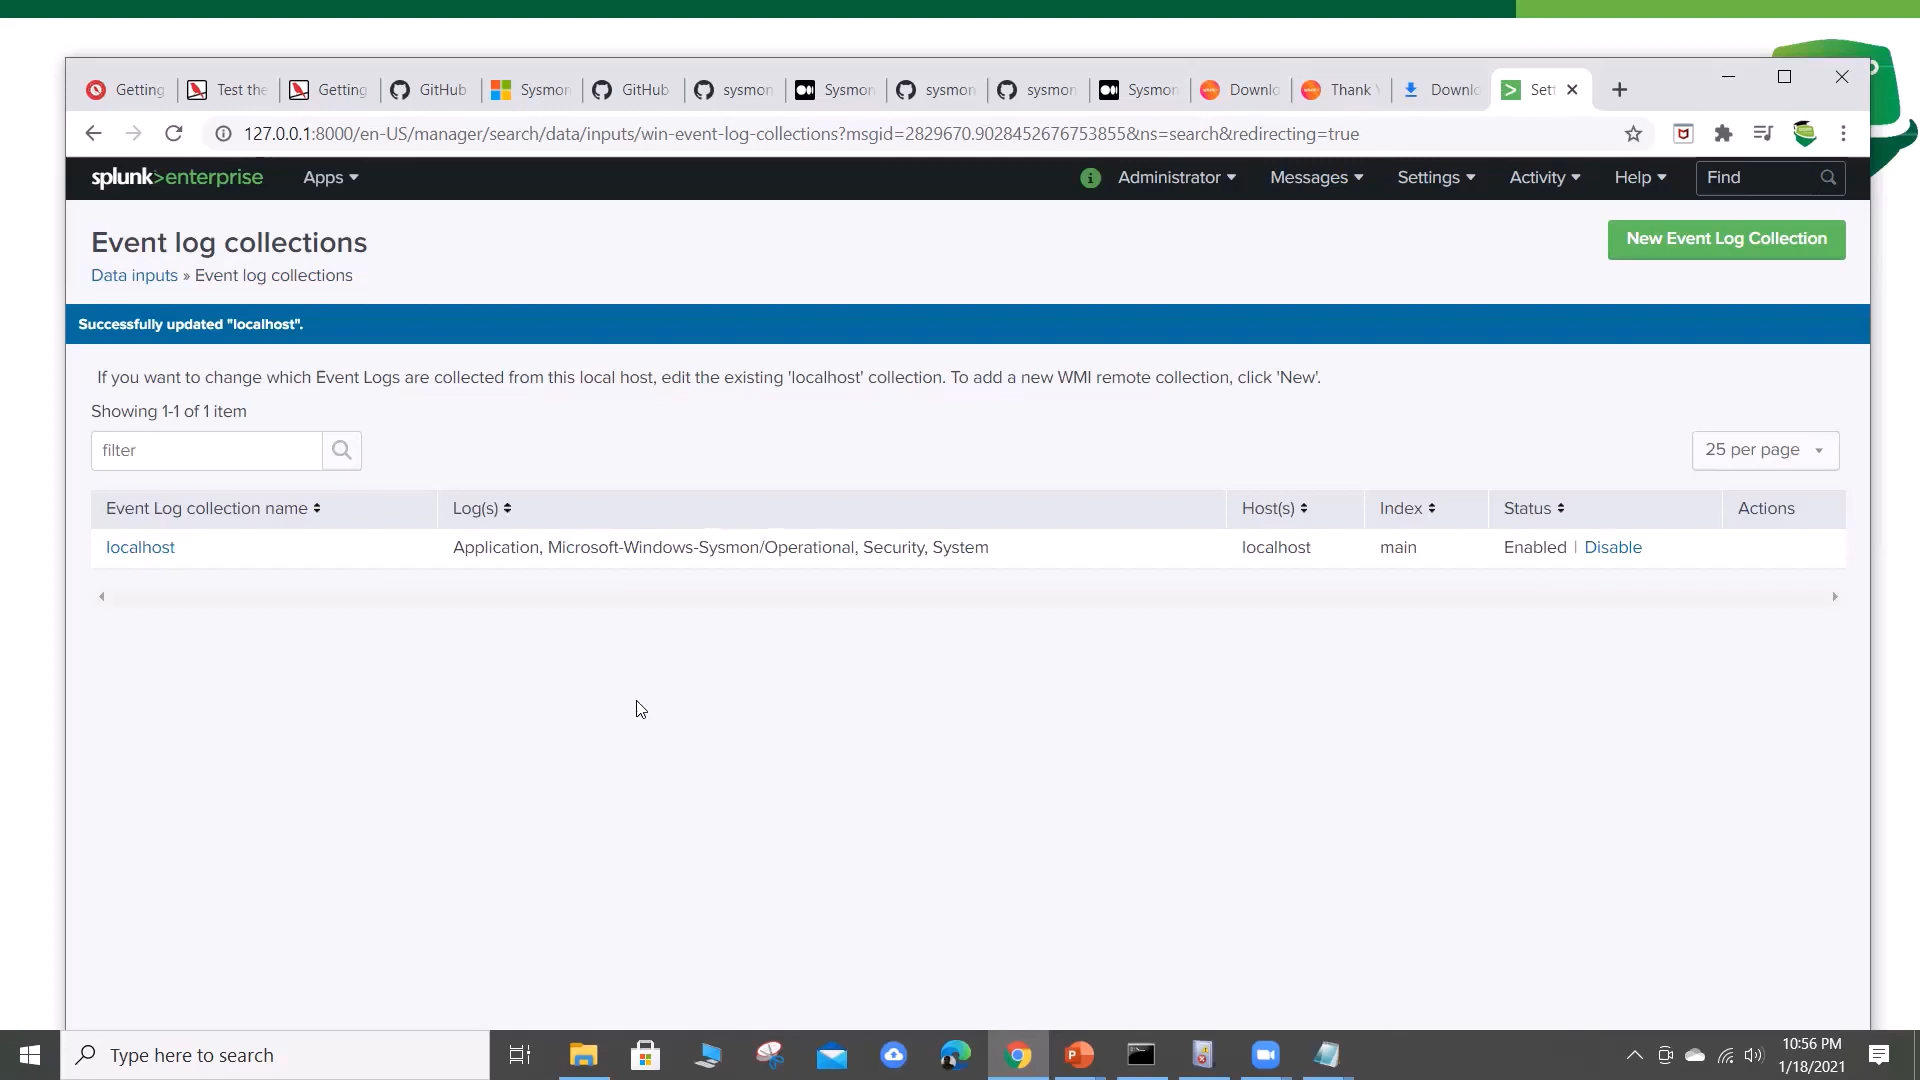 Getting
Test the
Getting
GitHub
Sysmon
GitHub
sysmon
Sysmon
sysmon
sysmon
Sysmon
Downlo
Thank
Downlo
Sett
127.0.0.1:8000/en-US/manager/search/data/inputs/win-event-log-collections?msgid=2829670.9028452676753855&ns=search&redirecting=true
splunk>enterprise Apps Administrator Messages Settings Activity Help Find
Event log collections
New Event Log Collection
Data inputs » Event log collections
Successfully updated "localhost".
If you want to change which Event Logs are collected from this local host, edit the existing 'localhost' collection. To add a new WMI remote collection, click 'New'.
Showing 1-1 of 1 item
filter
25 per page
Event Log collection name Log(s) Host(s) Index Status Actions
localhost Application, Microsoft-Windows-Sysmon/Operational, Security, System localhost main Enabled | Disable
Type here to search
10:56 PM
1/18/2021